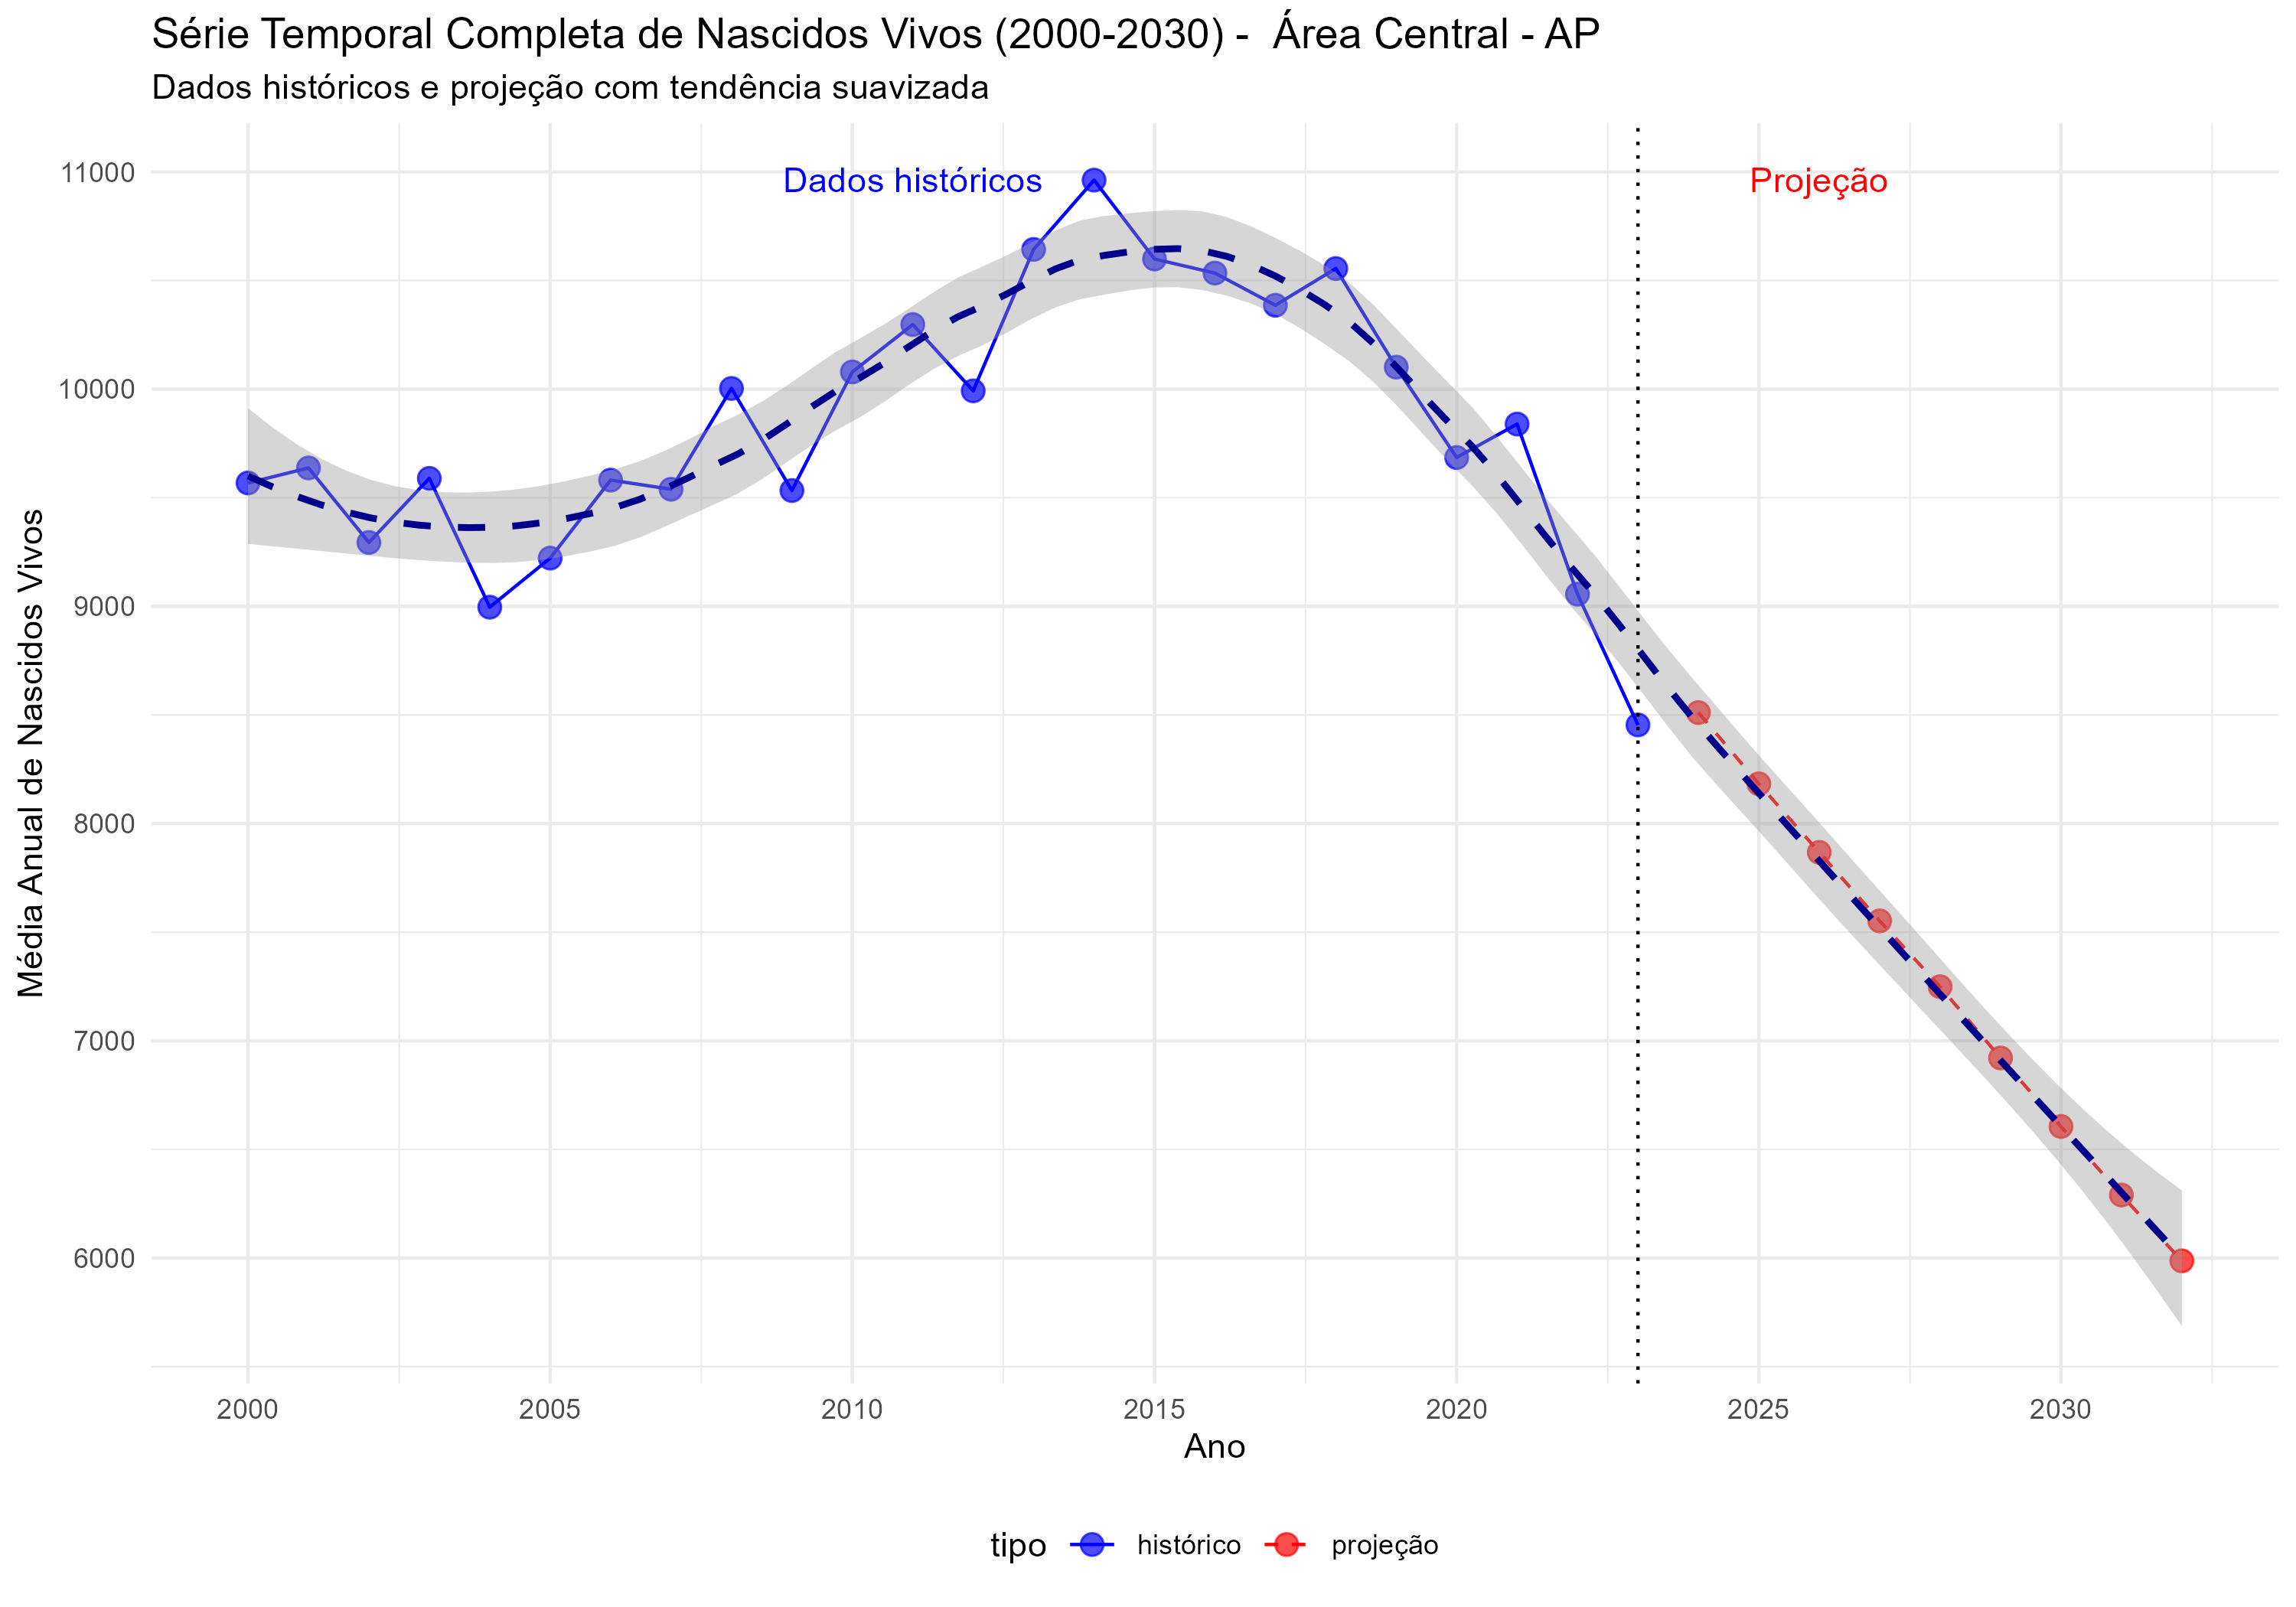 Série Temporal Completa de Nascidos Vivos (2000-2030) -  Área Central - AP
Dados históricos e projeção com tendência suavizada
Média Anual de Nascidos Vivos
11000
10000
9000
8000
7000
6000
Dados históricos
Projeção
2000
2005
2010
2015
2020
2025
2030
Ano
tipo
histórico
projeção